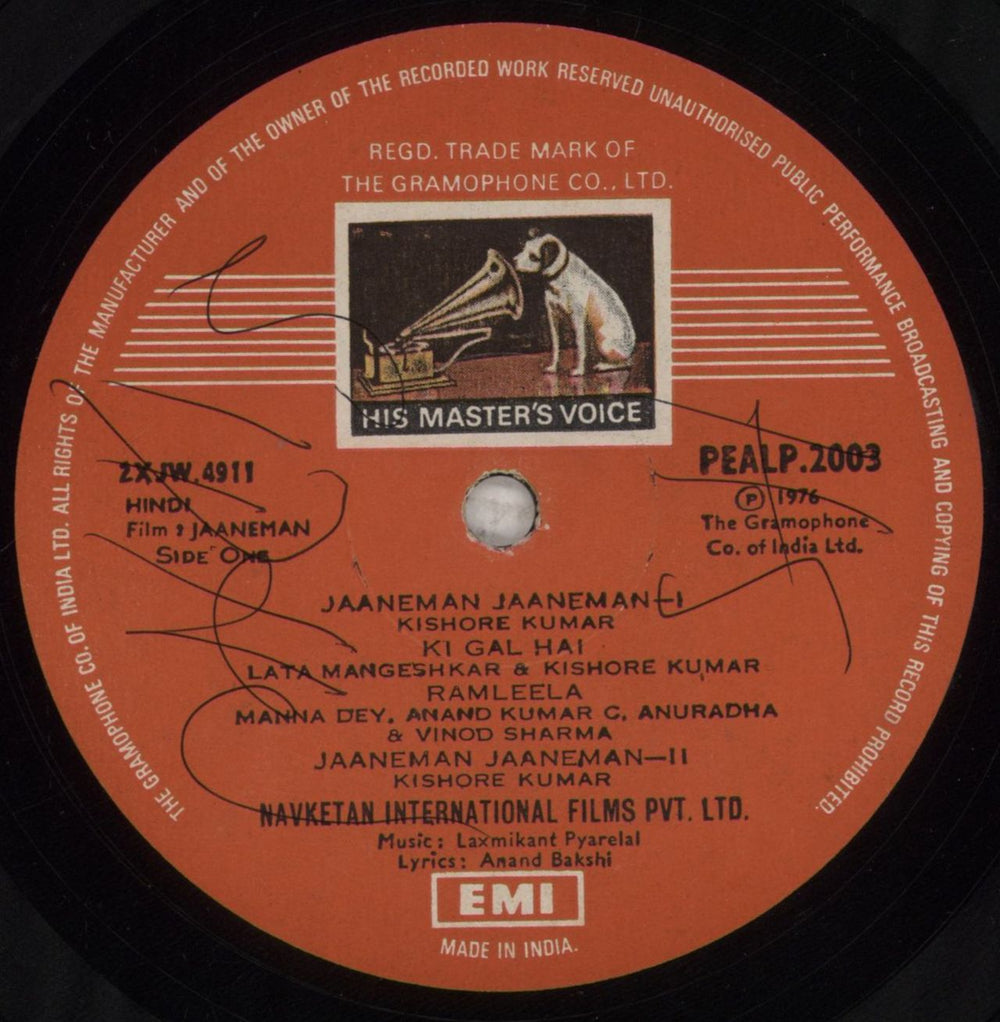 THE GRAMOPHONE CO. OF INDIA LTD. ALL RIGHTS OF THE MANUFACTURER AND OF THE OWNER OF THE RECORDED WORK RESERVED UNAUTHORISED PUBLIC PERFORMANCE BROADCASTING AND COPYING OF THIS RECORD PROHIBITED.
REGD. TRADE MARK OF
THE GRAMOPHONE CO., LTD.
HIS MASTER'S VOICE
2XJW.4911
HINDI
Film : JAANEMAN
SIDE ONE
PEALP.2003
Ⓟ 1976
The Gramophone
Co. of India Ltd.
JAANEMAN JAANEMAN—I
KISHORE KUMAR
KI GAL HAI
LATA MANGESHKAR & KISHORE KUMAR
RAMLEELA
MANNA DEY, ANAND KUMAR C, ANURADHA
& VINOD SHARMA
JAANEMAN JAANEMAN—II
KISHORE KUMAR
NAVKETAN INTERNATIONAL FILMS PVT. LTD.
Music : Laxmikant Pyarelal
Lyrics : Anand Bakshi
EMI
MADE IN INDIA.